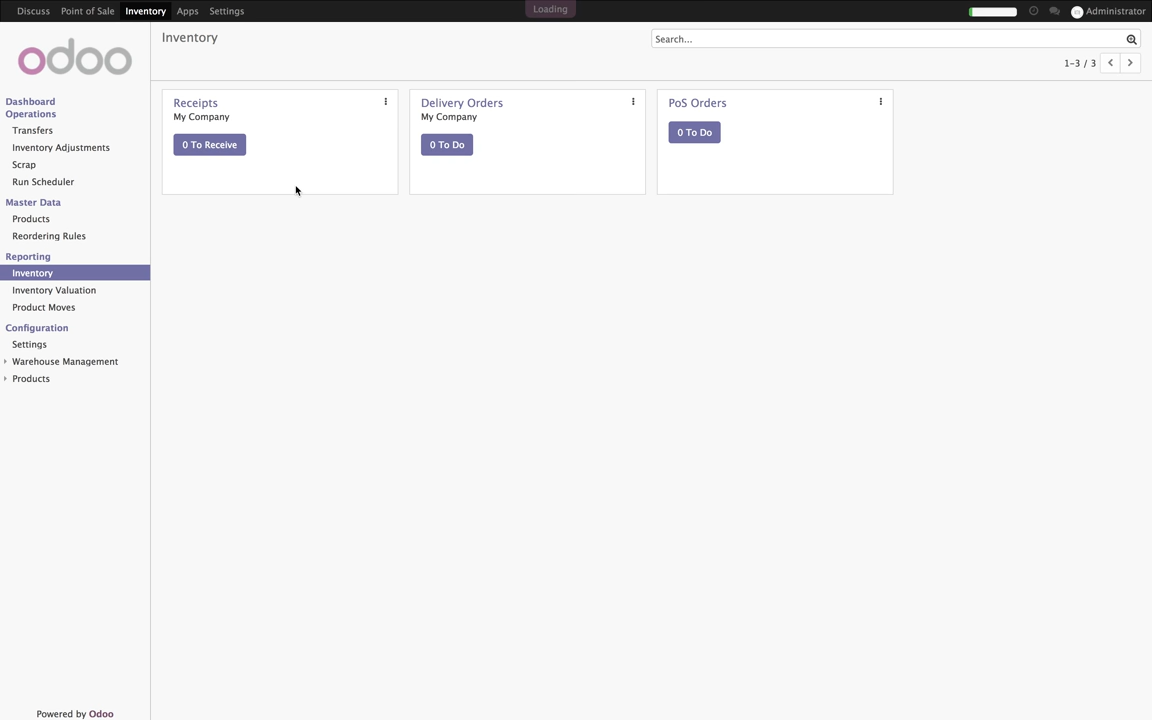 Discuss Point of Sale Inventory Apps Settings Loading Administrator
odoo
Inventory
Search...
1-3 / 3
Dashboard
Operations
Transfers
Inventory Adjustments
Scrap
Run Scheduler
Master Data
Products
Reordering Rules
Reporting
Inventory
Inventory Valuation
Product Moves
Configuration
Settings
Warehouse Management
Products
Powered by Odoo
Receipts
My Company
0 To Receive
Delivery Orders
My Company
0 To Do
PoS Orders
0 To Do